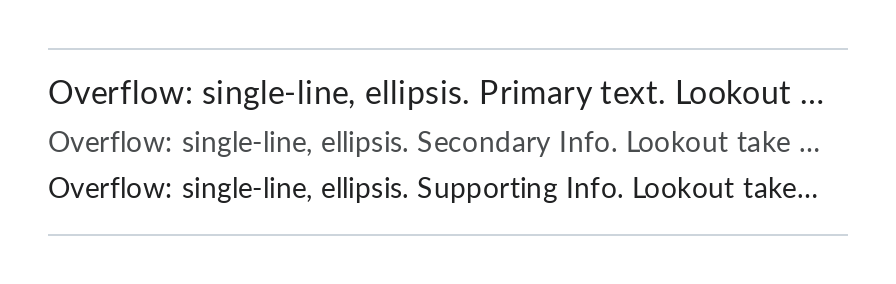 Overflow: single-line, ellipsis. Primary text. Lookout ...
Overflow: single-line, ellipsis. Secondary Info. Lookout take ...
Overflow: single-line, ellipsis. Supporting Info. Lookout take...